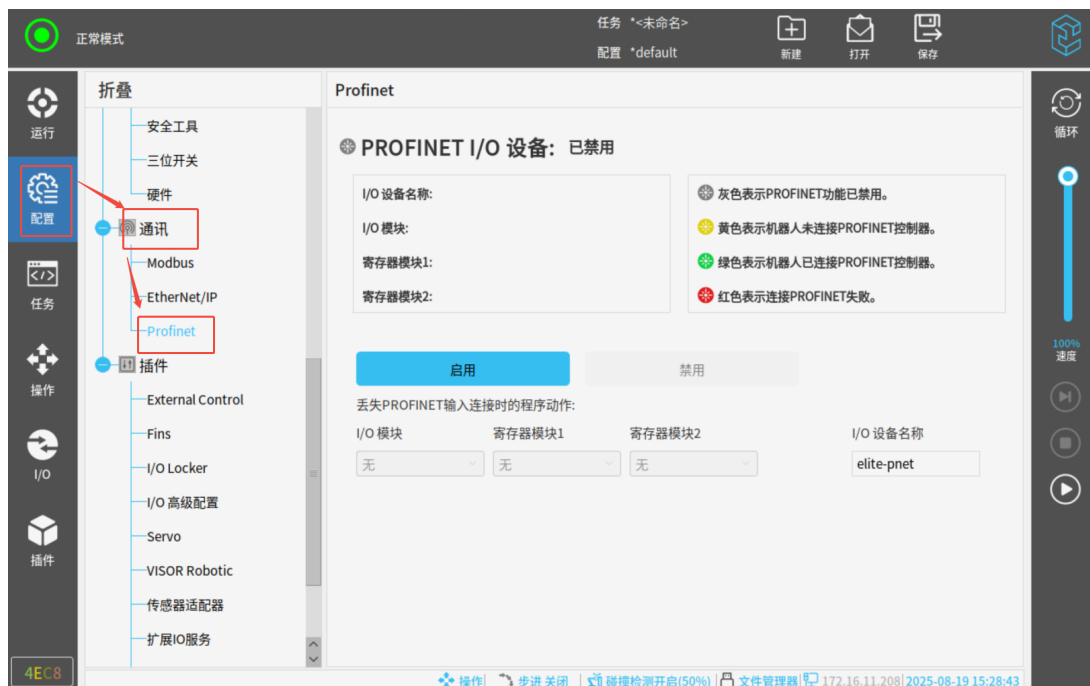 正常模式
任务 *<未命名>
配置 *default
新建
打开
保存
运行
配置
任务
操作
I/O
插件
4EC8
折叠
安全工具
三位开关
硬件
通讯
Modbus
EtherNet/IP
Profinet
插件
External Control
Fins
I/O Locker
I/O 高级配置
Servo
VISOR Robotic
传感器适配器
扩展IO服务
Profinet
PROFINET I/O 设备: 已禁用
I/O 设备名称:
I/O 模块:
寄存器模块1:
寄存器模块2:
灰色表示PROFINET功能已禁用。
黄色表示机器人未连接PROFINET控制器。
绿色表示机器人已连接PROFINET控制器。
红色表示连接PROFINET失败。
启用
禁用
丢失PROFINET输入连接时的程序动作:
I/O 模块 寄存器模块1 寄存器模块2 I/O 设备名称
无 无 无 elite-pnet
循环
100%
速度
操作 步进 关闭 碰撞检测开启(50%) 文件管理器 172.16.11.208 2025-08-19 15:28:43